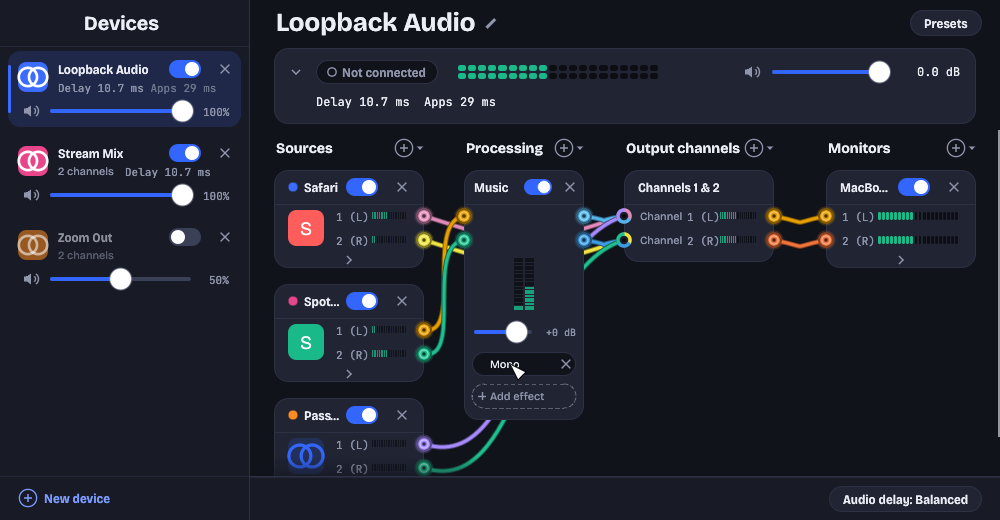 Devices
Loopback Audio
Delay 10.7 ms Apps 29 ms
100%
Stream Mix
2 channels Delay 10.7 ms
100%
Zoom Out
2 channels
50%
New device
Loopback Audio
Presets
Not connected
0.0 dB
Delay 10.7 ms Apps 29 ms
Sources
Processing
Output channels
Monitors
Safari
S
1 (L)
2 (R)
Spot...
S
1 (L)
2 (R)
Pass...
1 (L)
2 (R)
Music
+0 dB
Mono
+ Add effect
Channels 1 & 2
Channel 1 (L)
Channel 2 (R)
MacBo...
1 (L)
2 (R)
Audio delay: Balanced